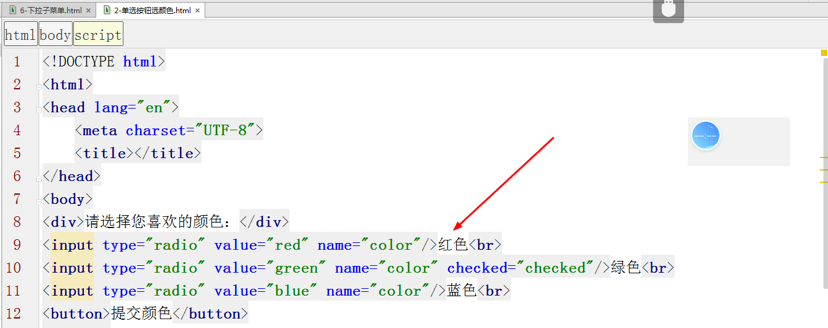 6-下拉子菜单.html × 2-单选按钮选颜色.html ×
html body script
1 <!DOCTYPE html>
2 <html>
3 <head lang="en">
4 <meta charset="UTF-8">
5 <title></title>
6 </head>
7 <body>
8 <div>请选择您喜欢的颜色：</div>
9 <input type="radio" value="red" name="color"/>红色<br>
10 <input type="radio" value="green" name="color" checked="checked"/>绿色<br>
11 <input type="radio" value="blue" name="color"/>蓝色<br>
12 <button>提交颜色</button>